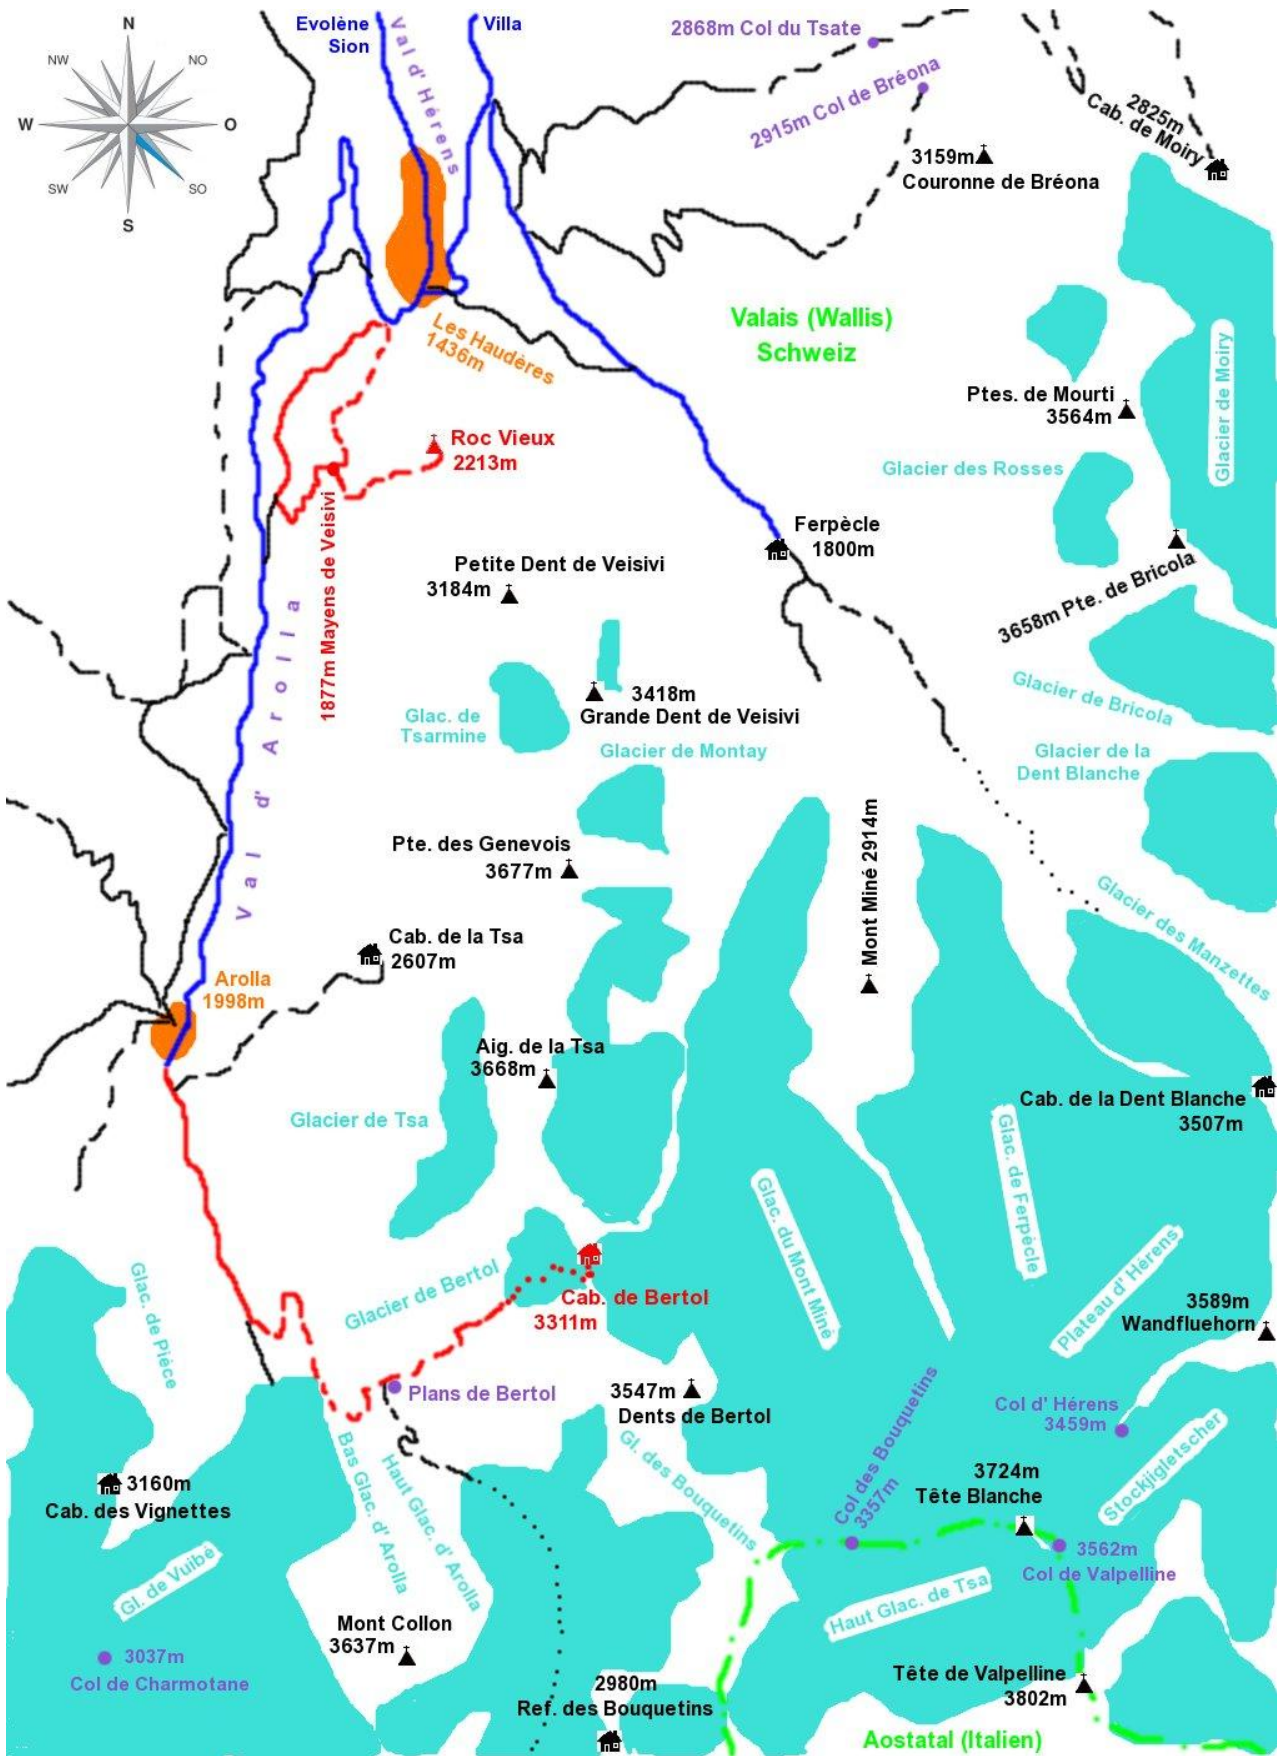 N
NW
NO
W
O
SW
SO
S
Evolène
Sion
Val d' Hérens
Villa
2868m Col du Tsate
2915m Col de Bréona
2825m
Cab. de Moiry
3159m
Couronne de Bréona
Les Haudères
1436m
Valais (Wallis)
Schweiz
Glacier de Moiry
Ptes. de Mourti
3564m
Roc Vieux
2213m
Glacier des Rosses
1877m Mayens de Veisivi
Ferpècle
1800m
Petite Dent de Veisivi
3184m
3658m Pte. de Bricola
Val d' Arolla
3418m
Grande Dent de Veisivi
Glac. de
Tsarmine
Glacier de Montay
Glacier de Bricola
Glacier de la
Dent Blanche
Pte. des Genevois
3677m
Mont Miné 2914m
Glacier des Manzettes
Cab. de la Tsa
2607m
Arolla
1998m
Aig. de la Tsa
3668m
Glacier de Tsa
Cab. de la Dent Blanche
3507m
Glac. de Ferpècle
Glac. du Mont Miné
Glac. de Pièce
Glacier de Bertol
Cab. de Bertol
3311m
Plateau d' Hérens
3589m
Wandfluehorn
Plans de Bertol
3547m
Dents de Bertol
Col des Bouquetins
3357m
Col d' Hérens
3459m
Gl. des Bouquetins
Bas Glac. d' Arolla
Haut Glac. d' Arolla
3160m
Cab. des Vignettes
3724m
Tête Blanche
Stockjigletscher
Gl. de Vuibé
3562m
Col de Valpelline
Haut Glac. de Tsa
Mont Collon
3637m
3037m
Col de Charmotane
2980m
Ref. des Bouquetins
Tête de Valpelline
3802m
Aostatal (Italien)